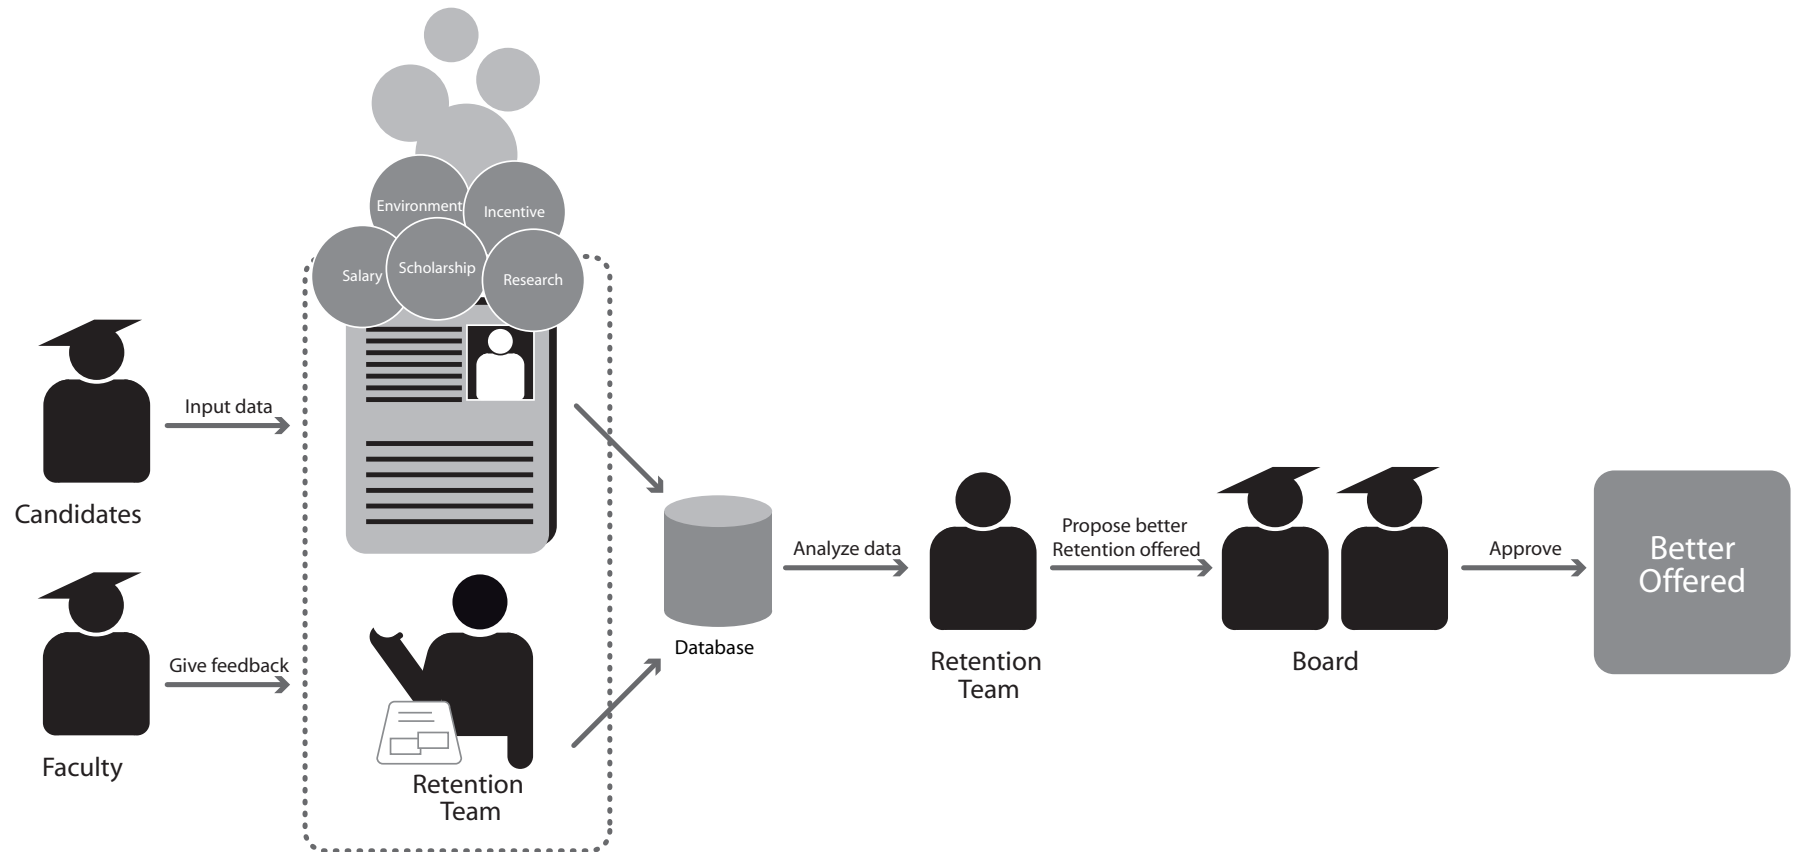 Environment
Incentive
Salary
Scholarship
Research
Input data
Candidates
Give feedback
Faculty
Retention
Team
Database
Analyze data
Retention
Team
Propose better
Retention offered
Board
Approve
Better
Offered